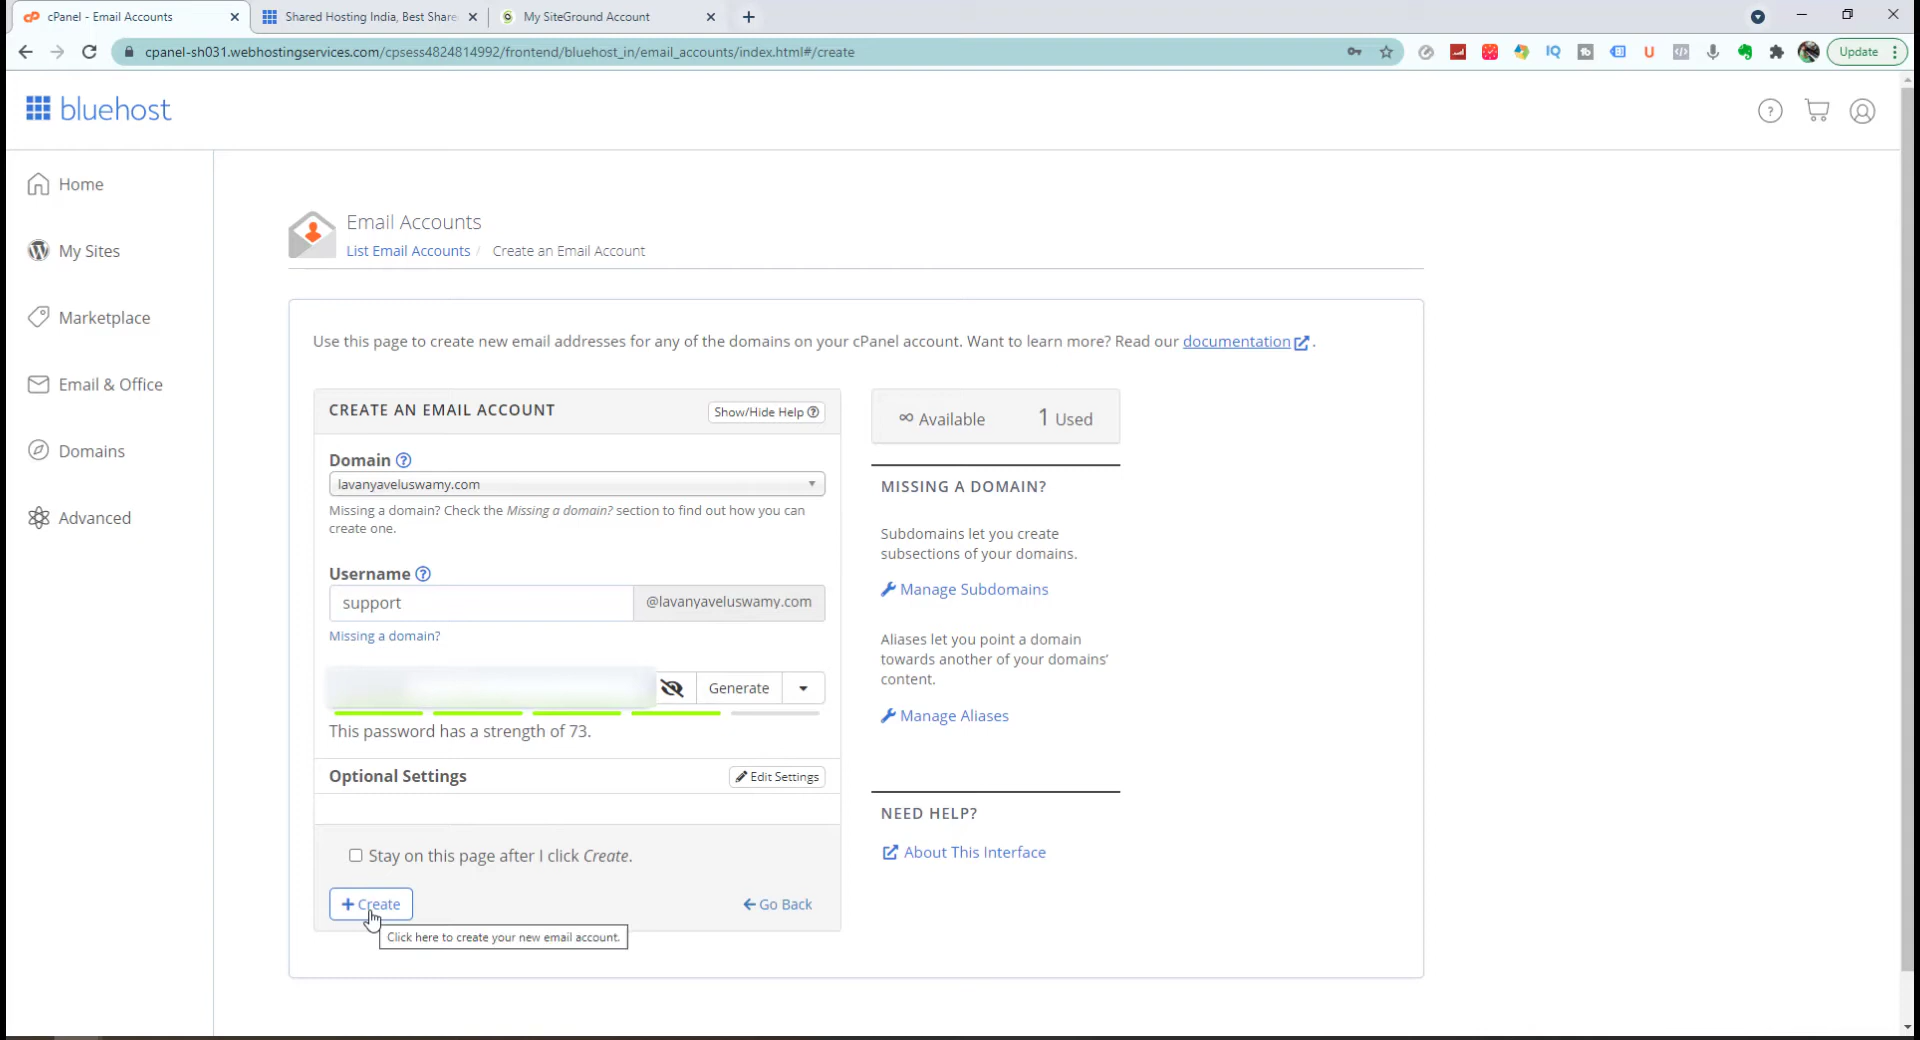 cPanel - Email Accounts
Shared Hosting India, Best Share
My SiteGround Account
cpanel-sh031.webhostingservices.com/cpsess4824814992/frontend/bluehost_in/email_accounts/index.html#/create
IQ
Update
bluehost
Home
My Sites
Marketplace
Email & Office
Domains
Advanced
Email Accounts
List Email Accounts / Create an Email Account
Use this page to create new email addresses for any of the domains on your cPanel account. Want to learn more? Read our documentation .
CREATE AN EMAIL ACCOUNT
Show/Hide Help
Domain
lavanyaveluswamy.com
Missing a domain? Check the Missing a domain? section to find out how you can
create one.
Username
support
@lavanyaveluswamy.com
Missing a domain?
Generate
This password has a strength of 73.
Optional Settings
Edit Settings
Stay on this page after I click Create.
+ Create
Go Back
Click here to create your new email account.
∞ Available
1 Used
MISSING A DOMAIN?
Subdomains let you create
subsections of your domains.
Manage Subdomains
Aliases let you point a domain
towards another of your domains’
content.
Manage Aliases
NEED HELP?
About This Interface